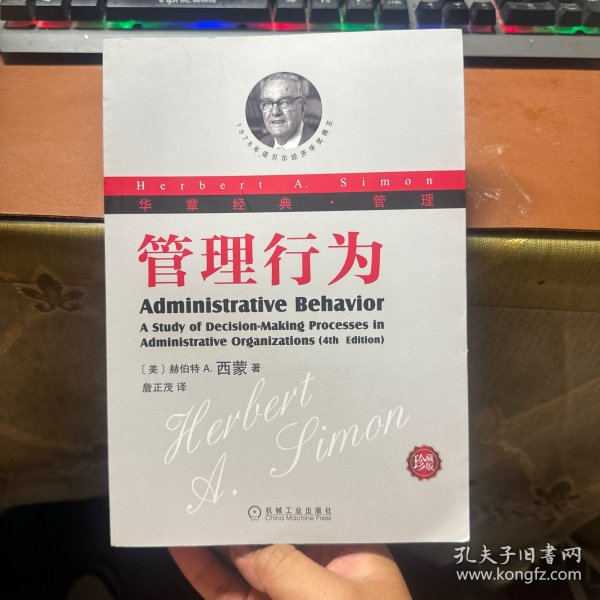 1978年诺贝尔经济学奖得主
Herbert A. Simon
华章经典·管理
管理行为
Administrative Behavior
A Study of Decision-Making Processes in
Administrative Organizations (4th Edition)
〔美〕赫伯特 A. 西蒙 著
詹正茂 译
Herbert
A. Simon
珍藏版
机械工业出版社
China Machine Press
孔夫子旧书网
www.kongfz.com